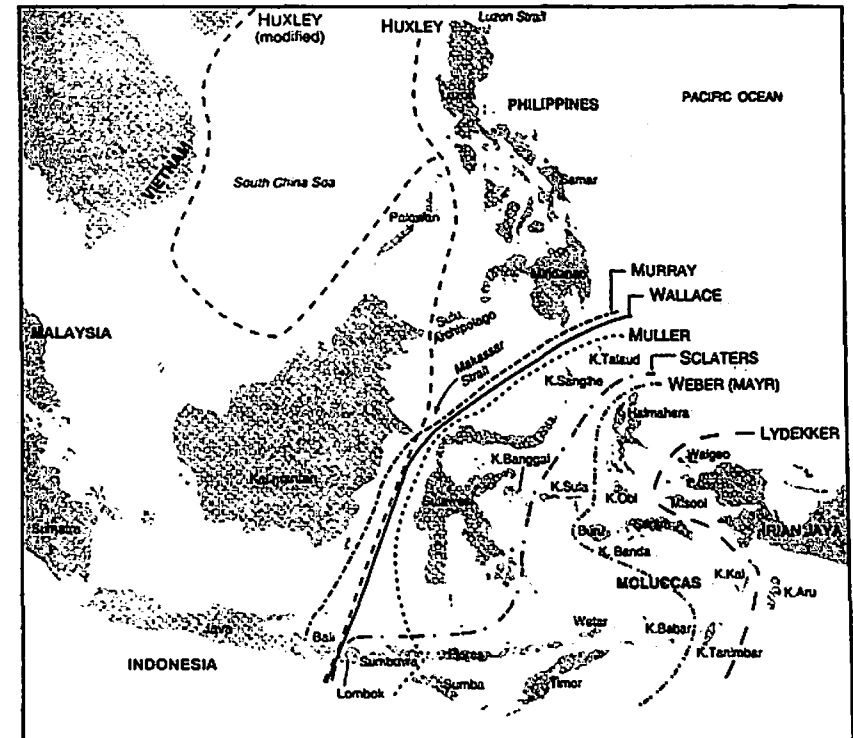 HUXLEY
(modified)
HUXLEY
Luzon Strait
PHILIPPINES
PACIFIC OCEAN
VIETNAM
South China Sea
Samar
Palawan
Mindanao
MURRAY
WALLACE
MALAYSIA
Sulu
Archipelago
MULLER
Makassar
Strait
K.Talaud
SCLATERS
K.Sangihe
WEBER (MAYR)
Halmahera
LYDEKKER
Waigeo
K.Banggai
K.Sula
K.Obi
Misool
Kalimantan
Sulawesi
Sumatra
Buru
Seram
IRIAN JAYA
K. Banda
MOLUCCAS
K.Kai
K.Aru
Java
Bali
Wetar
K.Babar
INDONESIA
Sumbawa
Flores
K.Tanimbar
Lombok
Sumba
Timor